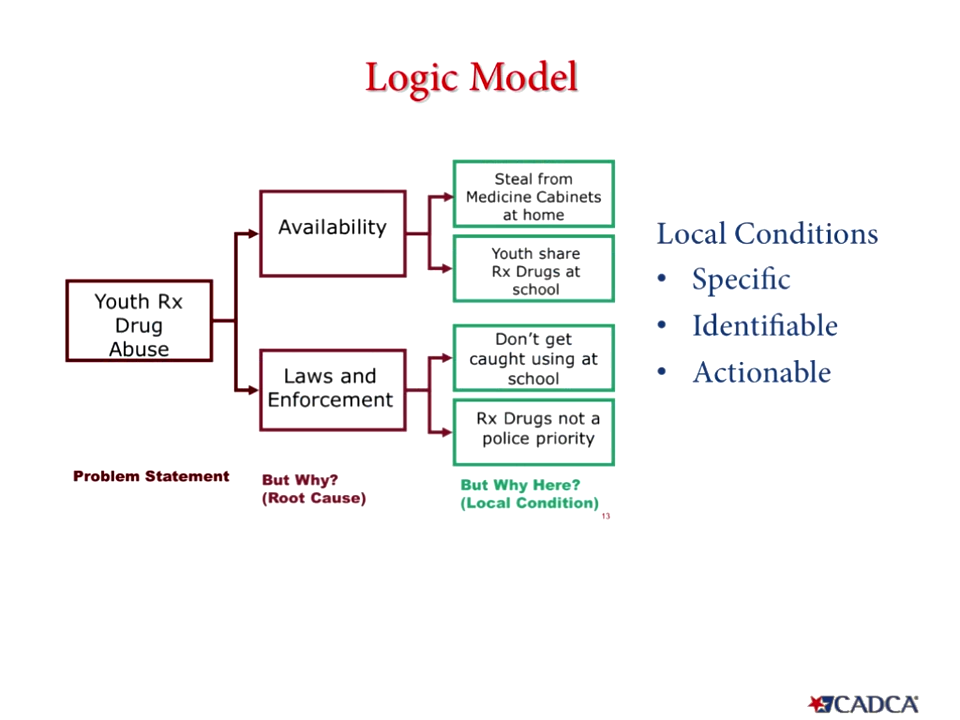 Logic Model
Youth Rx
Drug
Abuse
Availability
Laws and
Enforcement
Steal from
Medicine Cabinets
at home
Youth share
Rx Drugs at
school
Don't get
caught using at
school
Rx Drugs not a
police priority
Problem Statement
But Why?
(Root Cause)
But Why Here?
(Local Condition)
13
Local Conditions
• Specific
• Identifiable
• Actionable
CADCA